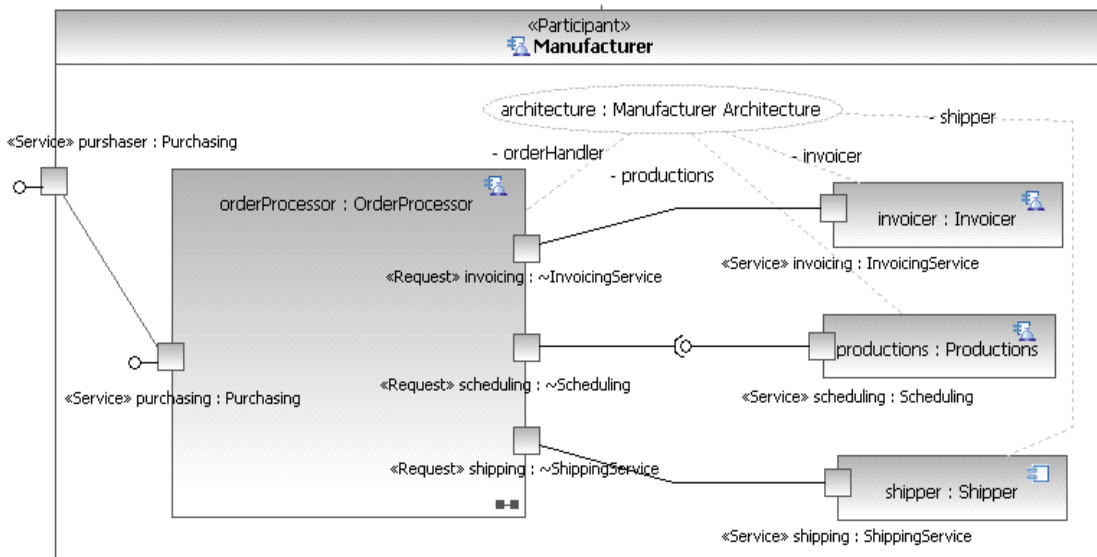 «Participant»
Manufacturer
architecture : Manufacturer Architecture
- shipper
«Service» purshaser : Purchasing
- orderHandler
- invoicer
- productions
orderProcessor : OrderProcessor
invoicer : Invoicer
«Request» invoicing : ~InvoicingService
«Service» invoicing : InvoicingService
productions : Productions
«Request» scheduling : ~Scheduling
«Service» purchasing : Purchasing
«Service» scheduling : Scheduling
«Request» shipping : ~ShippingService
shipper : Shipper
«Service» shipping : ShippingService